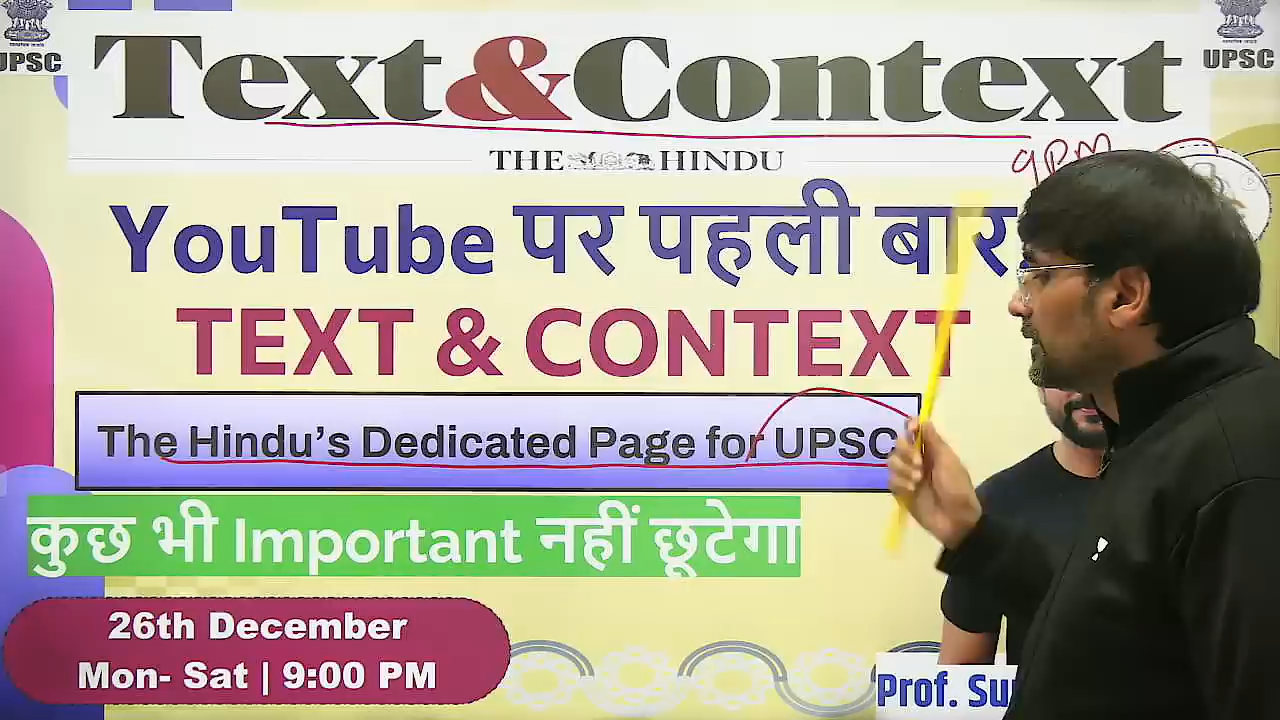 UPSC
UPSC
Text&Context
THE HINDU
9PM
YouTube पर पहली बार
TEXT & CONTEXT
The Hindu's Dedicated Page for UPSC
कुछ भी Important नहीं छूटेगा
26th December
Mon- Sat | 9:00 PM
Prof.